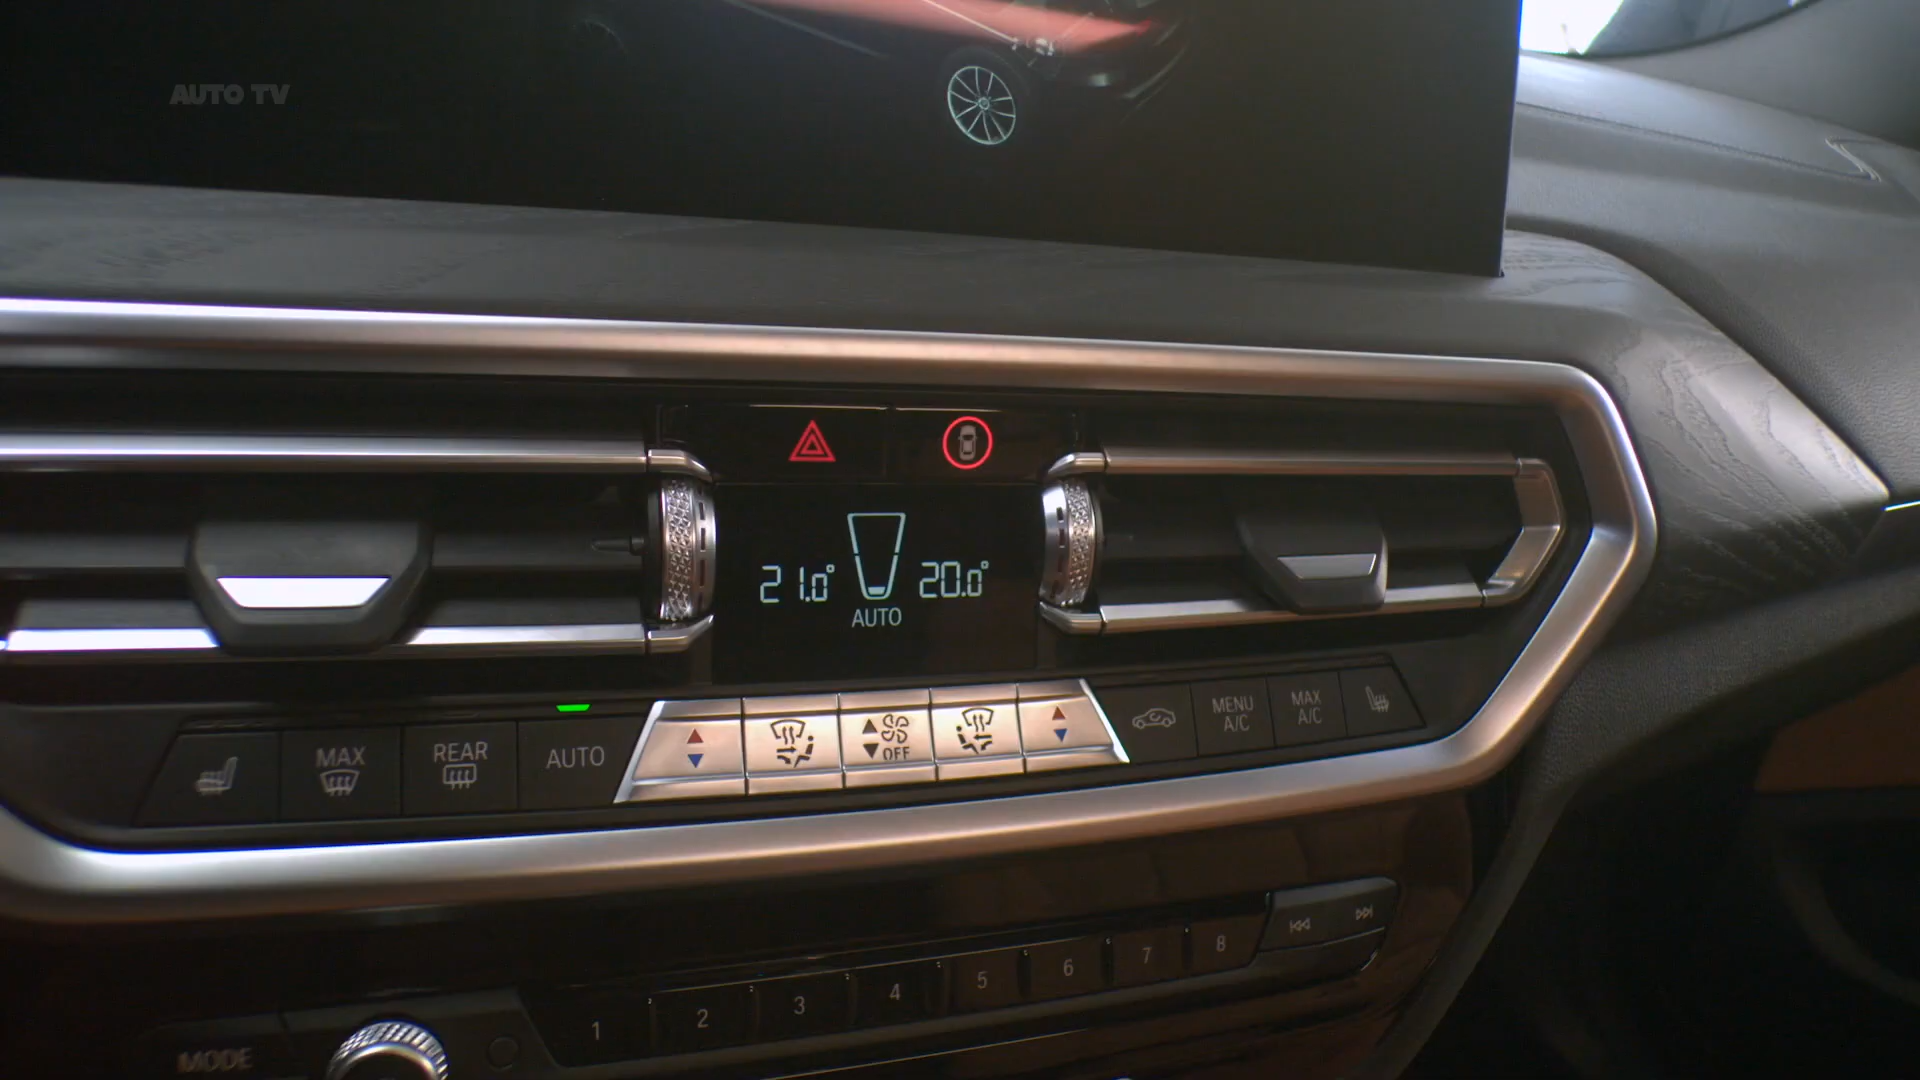 AUTO TV
21.0° 20.0°
AUTO
MAX
REAR
AUTO
OFF
MENU
A/C
MAX
A/C
1 2 3 4 5 6 7 8
MODE